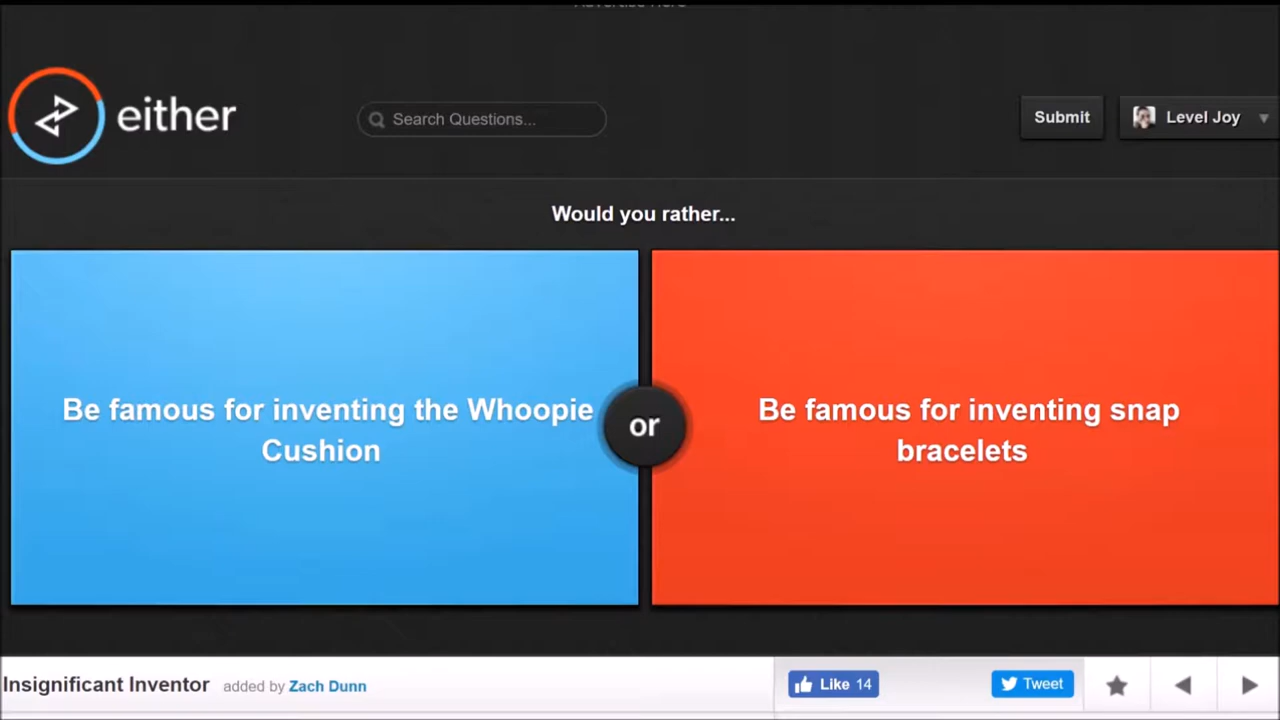 either
Search Questions...
Submit
Level Joy
Would you rather...
Be famous for inventing the Whoopie
Cushion
or
Be famous for inventing snap
bracelets
Insignificant Inventor added by Zach Dunn
Like 14
Tweet